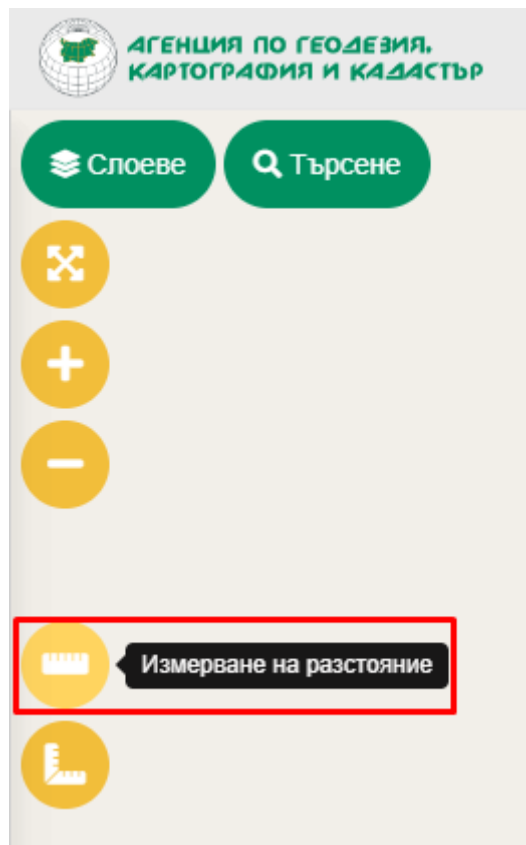 АГЕНЦИЯ ПО ГЕОДЕЗИЯ,
КАРТОГРАФИЯ И КАДАСТЪР
Слоеве
Търсене
Измерване на разстояние